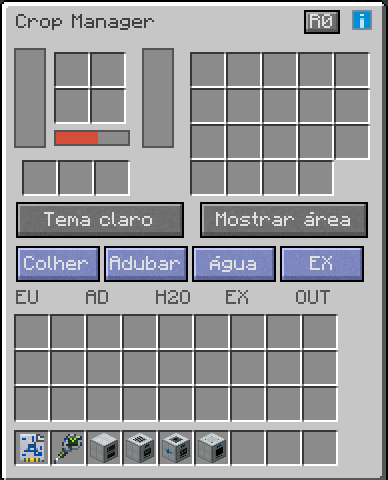 Crop Manager R0 i
Tema claro Mostrar área
Colher Adubar água EX
EU AD H2O EX OUT